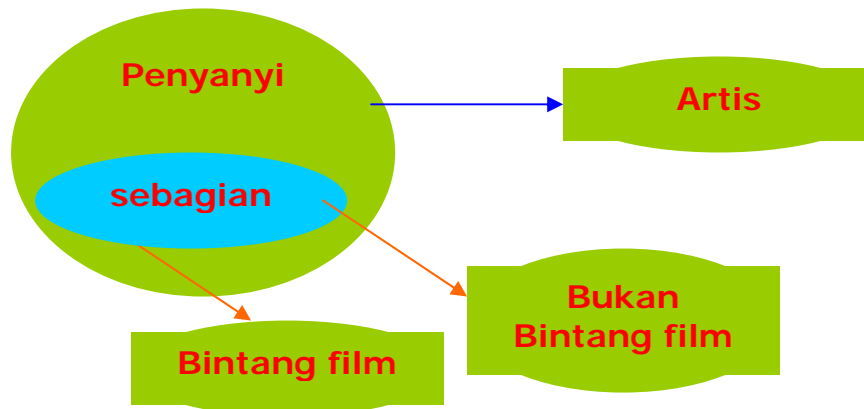 Penyanyi
Artis
sebagian
Bukan
Bintang film
Bintang film